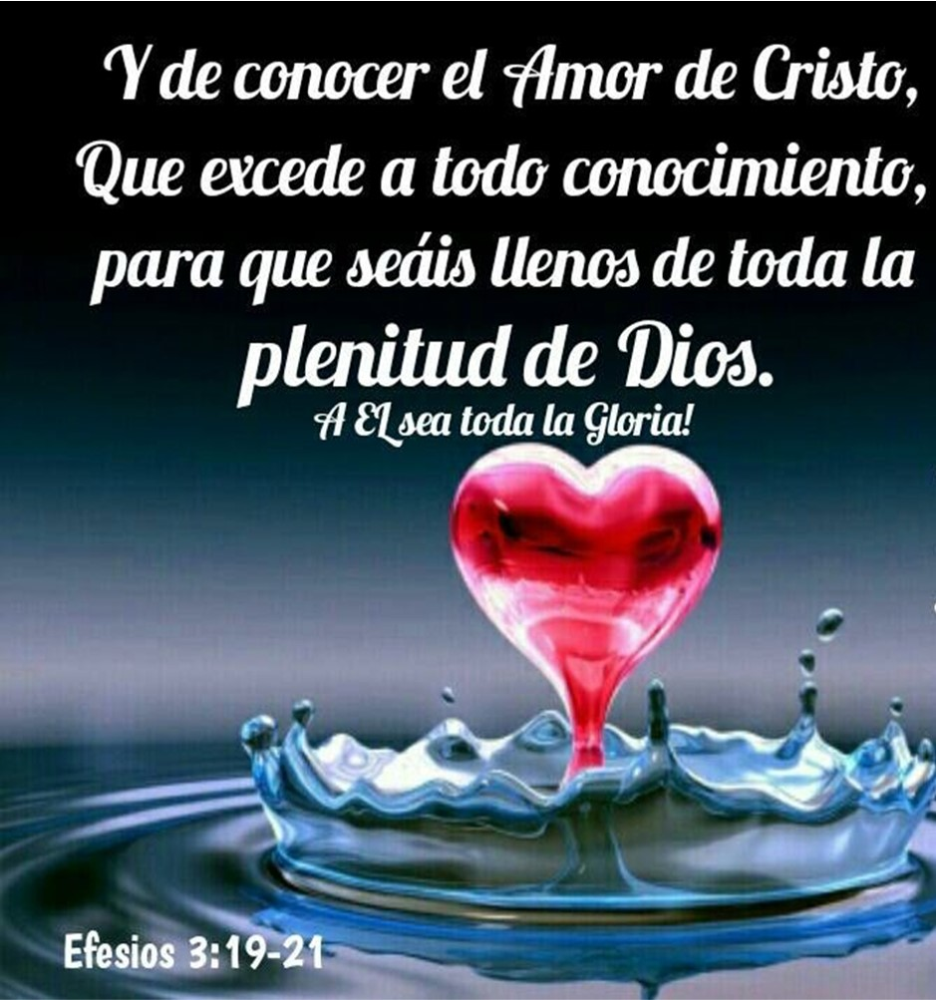 Y de conocer el Amor de Cristo,
Que excede a todo conocimiento,
para que seáis llenos de toda la
plenitud de Dios.
A EL sea toda la Gloria!
Efesios 3:19-21